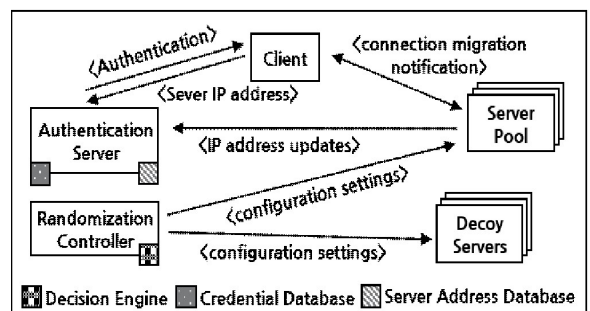 <Authentication>
Client
<connection migration
notification>
<Sever IP address>
Authentication
Server
Server
Pool
<IP address updates>
<configuration settings>
Randomization
Controller
<configuration settings>
Decoy
Servers
Decision Engine
Credential Database
Server Address Database